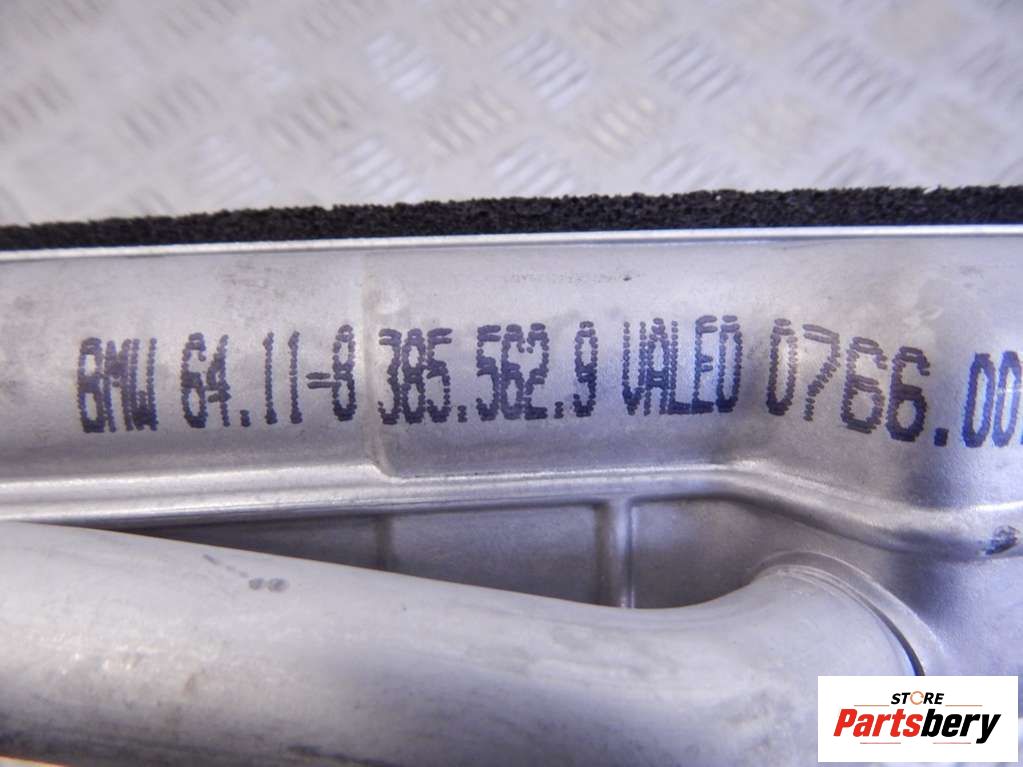 BMW 64.11-8 385.562.9 VALEO 0766.00
STORE
Partsbery